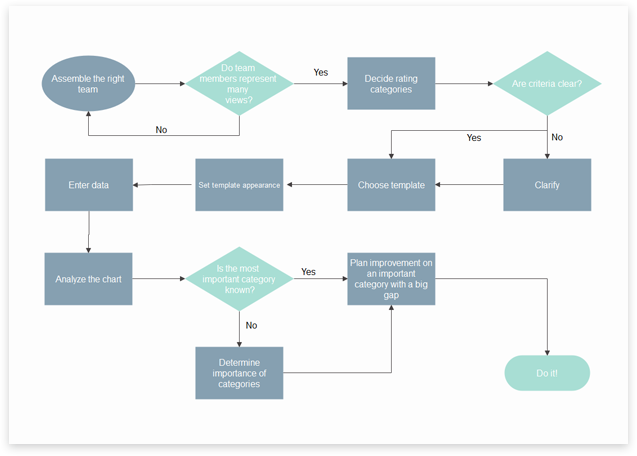 Assemble the right
team
Do team
members represent
many
views?
Yes
Decide rating
categories
Are criteria clear?
No
Yes
No
Enter data
Set template appearance
Choose template
Clarify
Analyze the chart
Is the most
important category
known?
Yes
Plan improvement on
an important
category with a big
gap
No
Determine
importance of
categories
Do it!